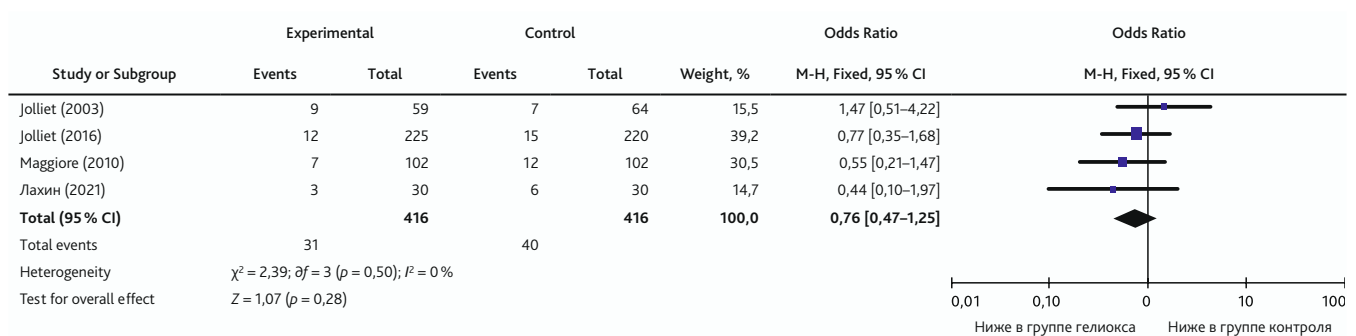 Experimental Control Odds Ratio Odds Ratio
Study or Subgroup Events Total Events Total Weight, % M-H, Fixed, 95 % CI M-H, Fixed, 95 % CI
Jolliet (2003) 9 59 7 64 15,5 1,47 [0,51–4,22]
Jolliet (2016) 12 225 15 220 39,2 0,77 [0,35–1,68]
Maggiore (2010) 7 102 12 102 30,5 0,55 [0,21–1,47]
Лахин (2021) 3 30 6 30 14,7 0,44 [0,10–1,97]
Total (95 % CI) 416 416 100,0 0,76 [0,47–1,25]
Total events 31 40
Heterogeneity χ² = 2,39; ∂f = 3 (p = 0,50); I² = 0 %
Test for overall effect Z = 1,07 (p = 0,28)
0,01 0,10 0 10 100
Ниже в группе гелиокса Ниже в группе контроля